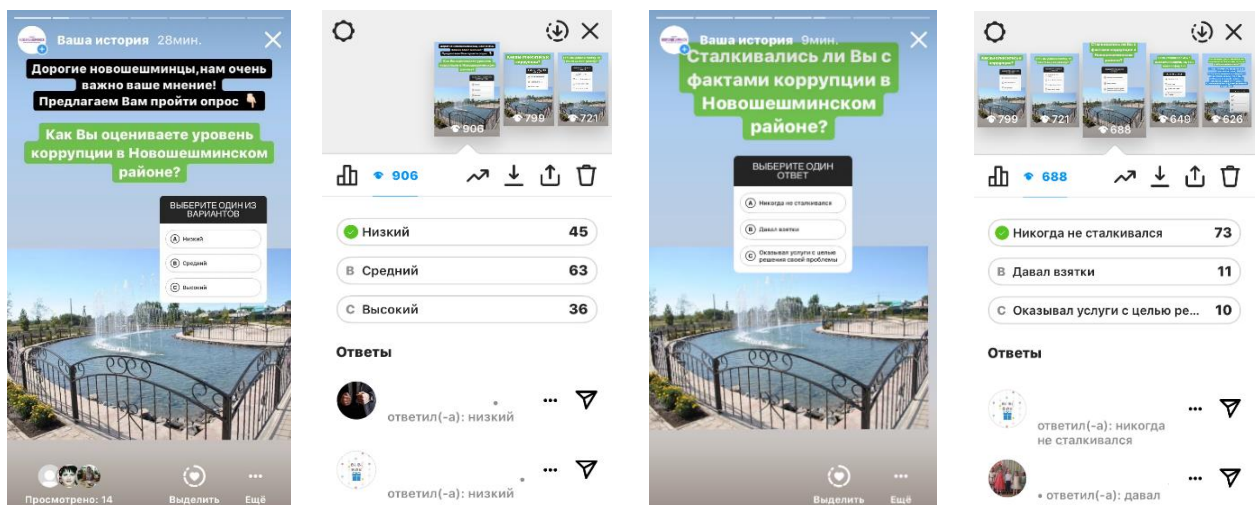 Ваша история 28мин.
Дорогие новошешминцы,нам очень
важно ваше мнение!
Предлагаем Вам пройти опрос 👇🏻
Как Вы оцениваете уровень
коррупции в Новошешминском
районе?
ВЫБЕРИТЕ ОДИН ИЗ
ВАРИАНТОВ
A Низкий
B Средний
C Высокий
Просмотрено: 14
Выделить
Ещё
906
799
721
906
Низкий 45
B Средний 63
C Высокий 36
Ответы
ответил(-а): низкий
ответил(-а): низкий
Ваша история 9мин.
Сталкивались ли Вы с
фактами коррупции в
Новошешминском
районе?
ВЫБЕРИТЕ ОДИН
ОТВЕТ
A Никогда не сталкивался
B Давал взятки
C Оказывал услуги с целью
решения своей проблемы
Выделить
Ещё
799
721
688
649
626
688
Никогда не сталкивался 73
B Давал взятки 11
C Оказывал услуги с целью ре... 10
Ответы
ответил(-а): никогда
не сталкивался
• ответил(-а): давал